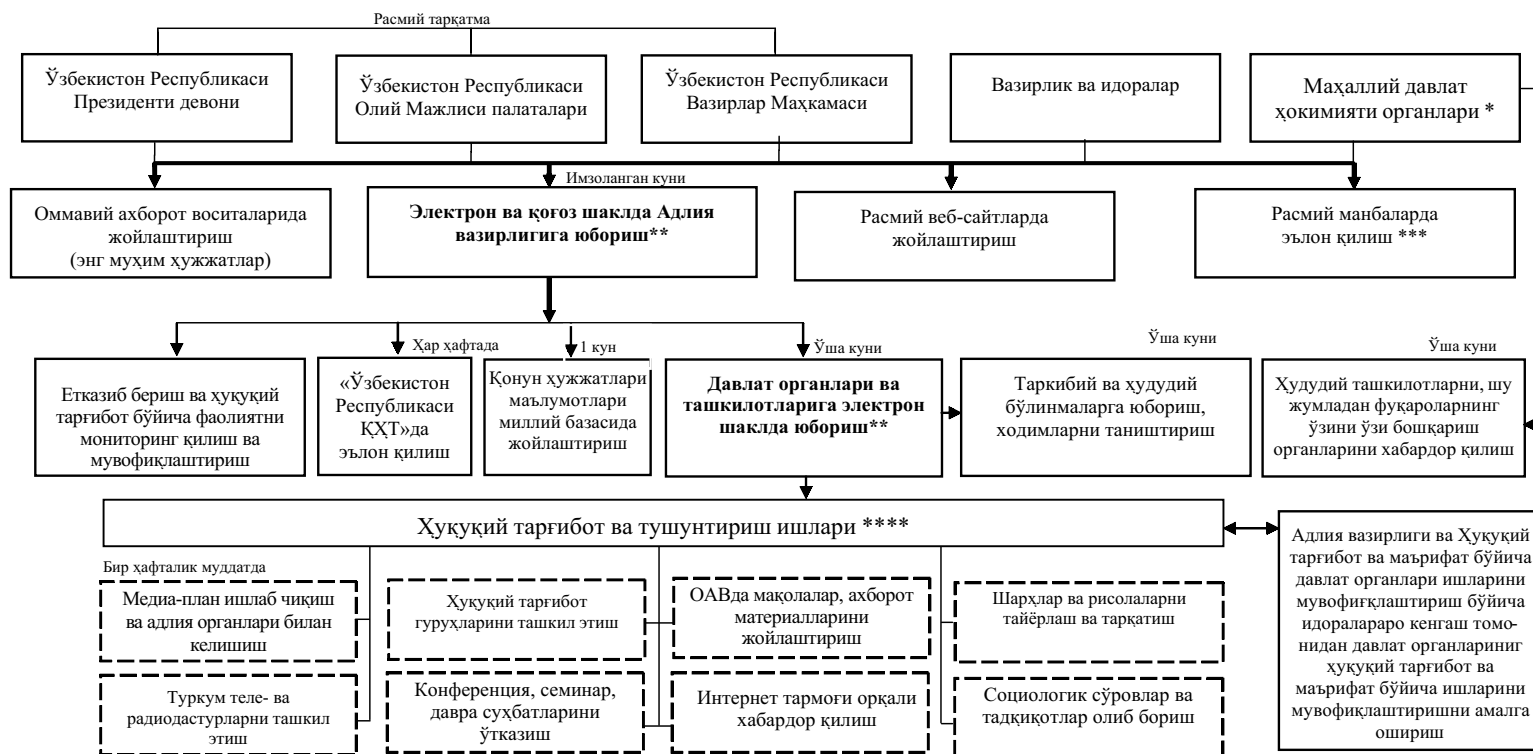 Расмий тарқатма
Ўзбекистон Республикаси
Президенти девони
Ўзбекистон Республикаси
Олий Мажлиси палаталари
Ўзбекистон Республикаси
Вазирлар Маҳкамаси
Вазирлик ва идоралар
Маҳаллий давлат
ҳокимияти органлари *
Оммавий ахборот воситаларида
жойлаштириш
(энг муҳим ҳужжатлар)
Имзоланган куни
Электрон ва қоғоз шаклда Адлия
вазирлигига юбориш**
Расмий веб-сайтларда
жойлаштириш
Расмий манбаларда
эълон қилиш ***
Етказиб бериш ва ҳуқуқий
тарғибот бўйича фаолиятни
мониторинг қилиш ва
мувофиқлаштириш
Ҳар ҳафтада
«Ўзбекистон
Республикаси
ҚҲТ»да
эълон қилиш
1 кун
Қонун ҳужжатлари
маълумотлари
миллий базасида
жойлаштириш
Ўша куни
Давлат органлари ва
ташкилотларига электрон
шаклда юбориш**
Ўша куни
Таркибий ва ҳудудий
бўлинмаларга юбориш,
ходимларни таништириш
Ўша куни
Ҳудудий ташкилотларни, шу
жумладан фуқароларнинг
ўзини ўзи бошқариш
органларини хабардор қилиш
Ҳуқуқий тарғибот ва тушунтириш ишлари ****
Адлия вазирлиги ва Ҳуқуқий
тарғибот ва маърифат бўйича
давлат органлари ишларини
мувофиғқлаштириш бўйича
идоралараро кенгаш томо-
нидан давлат органларининг
ҳуқуқий тарғибот ва
маърифат бўйича ишларини
мувофиқлаштиришни амалга
ошириш
Бир ҳафталик муддатда
Медиа-план ишлаб чиқиш
ва адлия органлари билан
келишиш
Ҳуқуқий тарғибот
гуруҳларини ташкил этиш
ОАВда мақолалар, ахборот
материалларни
жойлаштириш
Шарҳлар ва рисолаларни
тайёрлаш ва тарқатиш
Туркум теле- ва
радиодастурларни ташкил
этиш
Конференция, семинар,
давра суҳбатларини
ўтказиш
Интернет тармоғи орқали
хабардор қилиш
Социологик сўровлар ва
тадқиқотлар олиб бориш